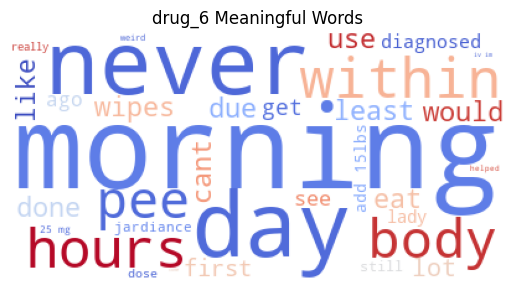 drug_6 Meaningful Words
really
weird
never
use
diagnosed
lv lm
like
within
ago
wipes
due
get
least
would
morning
cant
add 15lbs
helped
done
pee
day
see
eat
lady
25 mg
jardiance
body
hours
dose
first
still
lot